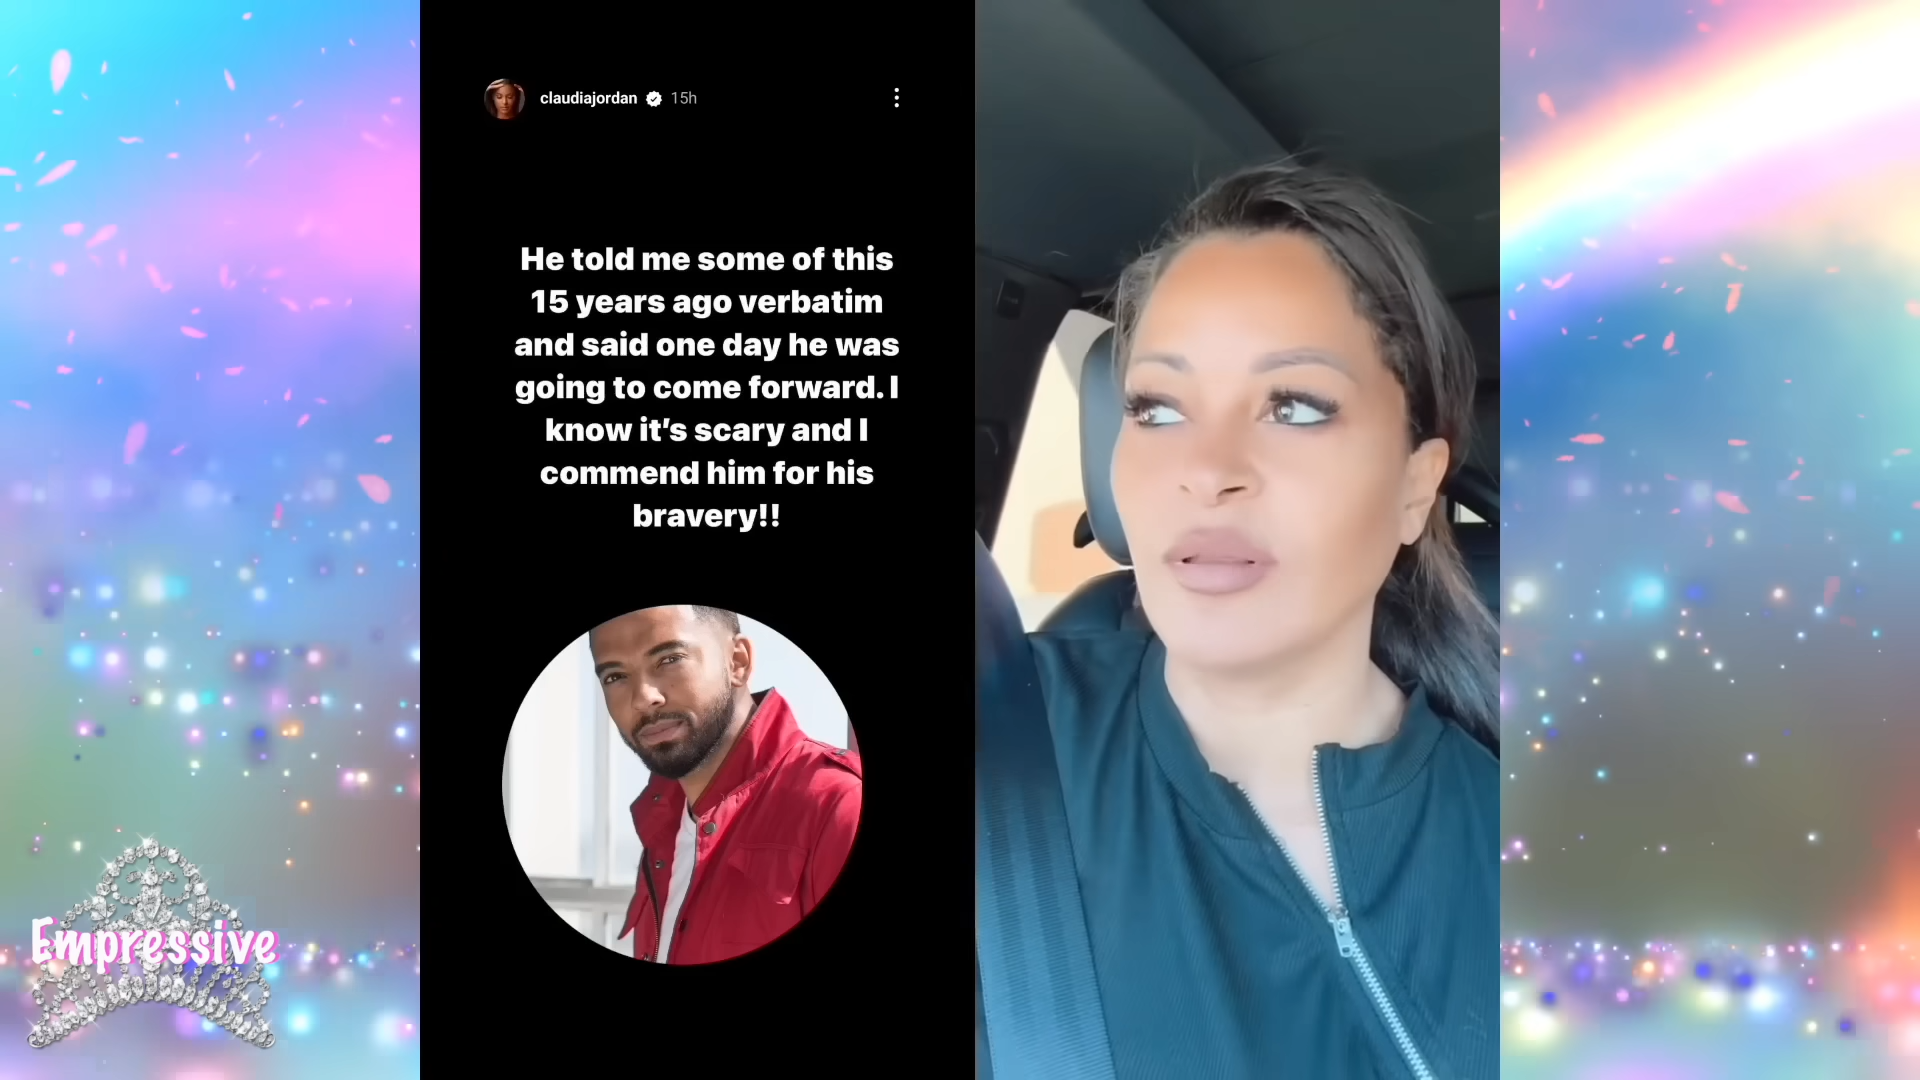 claudiajordan 15h
He told me some of this
15 years ago verbatim
and said one day he was
going to come forward. I
know it's scary and I
commend him for his
bravery!!
Empressive